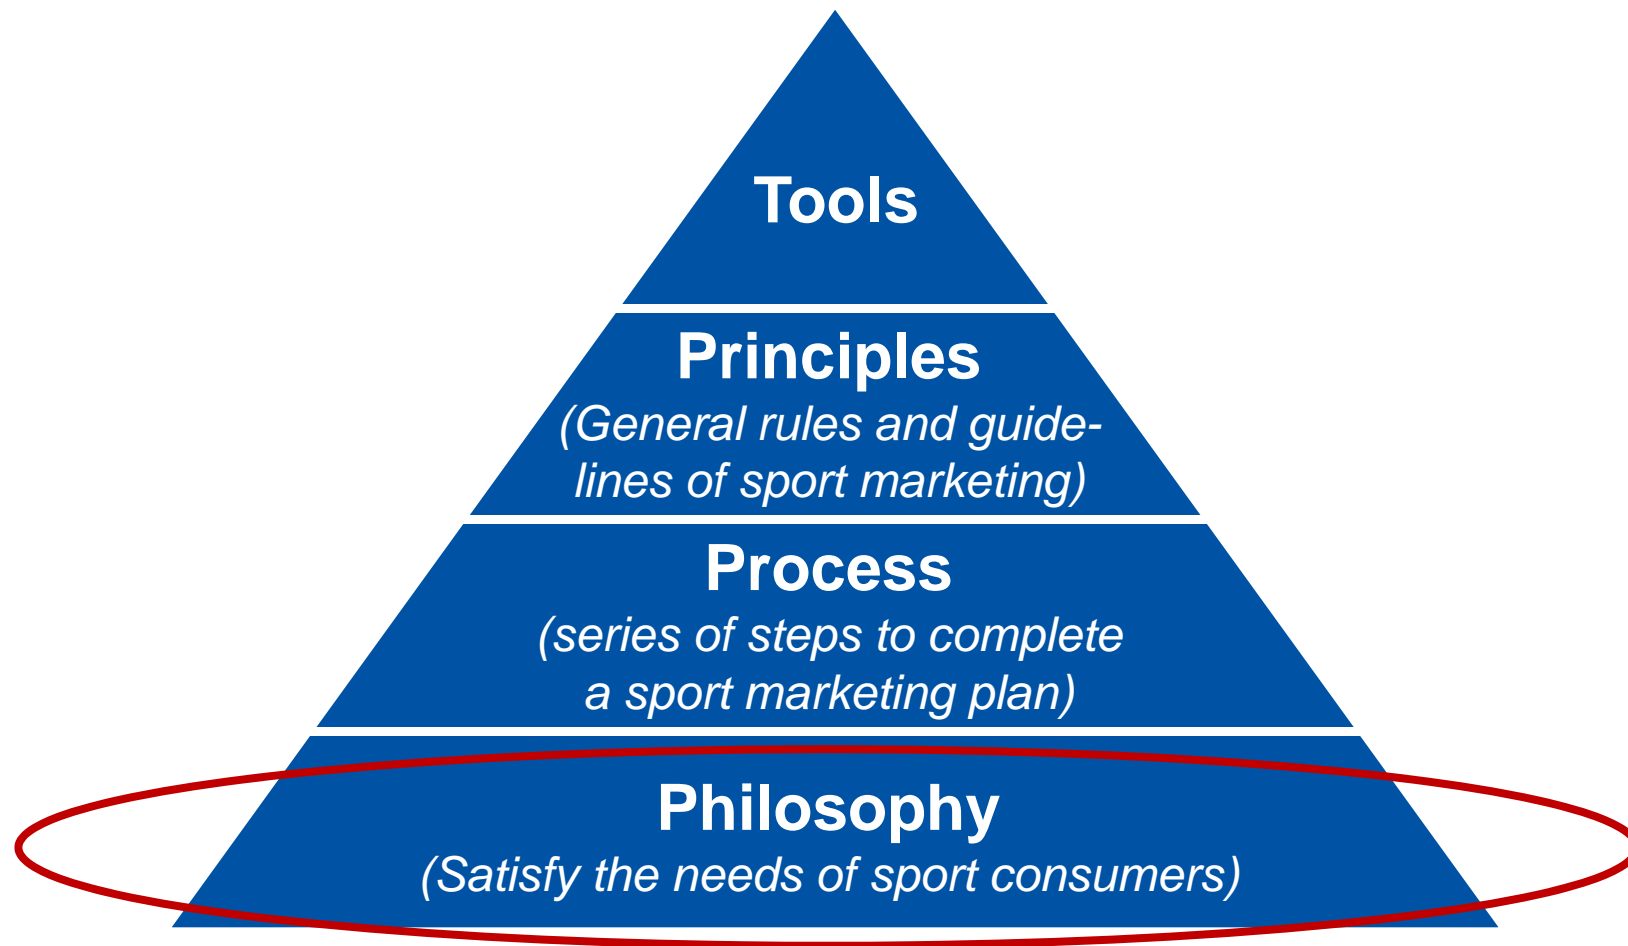 Tools
Principles
(General rules and guide-
lines of sport marketing)
Process
(series of steps to complete
a sport marketing plan)
Philosophy
(Satisfy the needs of sport consumers)